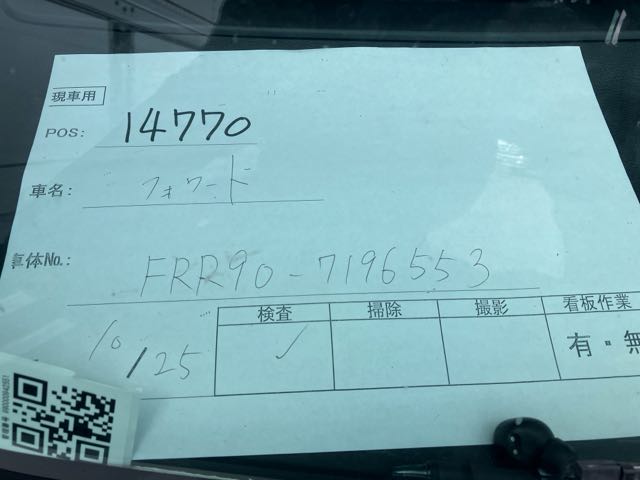 現車用
POS: 14770
車名: フォワード
車体No.: FRR90-7196553
検査 掃除 撮影 看板作業
10/25 ✓ 有・無